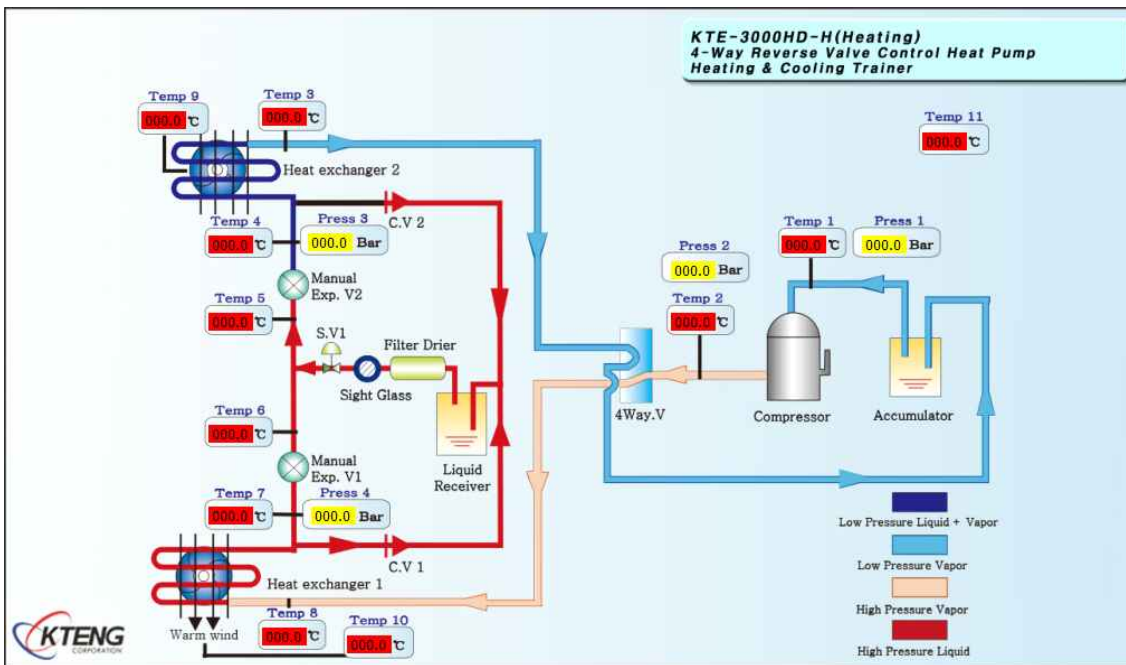 KTE-3000HD-H(Heating)
4-Way Reverse Valve Control Heat Pump
Heating & Cooling Trainer
Temp 9
000.0 ℃
Temp 3
000.0 ℃
Temp 11
000.0 ℃
Heat exchanger 2
Temp 4
000.0 ℃
Press 3
000.0 Bar
C.V 2
Temp 1
000.0 ℃
Press 1
000.0 Bar
Press 2
000.0 Bar
Temp 2
000.0 ℃
Manual
Exp. V2
Temp 5
000.0 ℃
S.V1
Filter Drier
Sight Glass
4Way.V
Compressor
Accumulator
Temp 6
000.0 ℃
Manual
Exp. V1
Liquid
Receiver
Temp 7
000.0 ℃
Press 4
000.0 Bar
C.V 1
Heat exchanger 1
Temp 8
000.0 ℃
Temp 10
000.0 ℃
Warm wind
Low Pressure Liquid + Vapor
Low Pressure Vapor
High Pressure Vapor
High Pressure Liquid
KTENG
CORPORATION